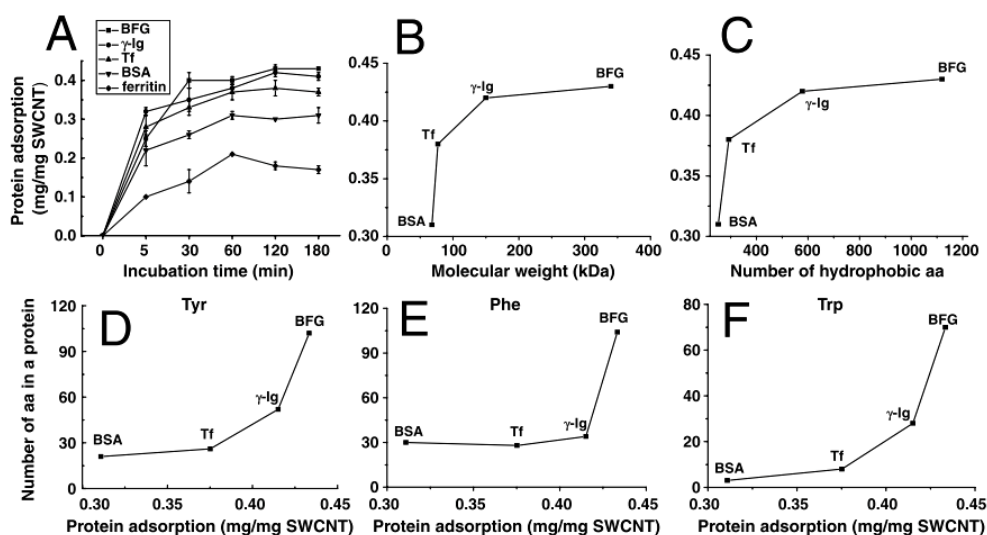 A
BFG
γ-Ig
Tf
BSA
ferritin
Protein adsorption
(mg/mg SWCNT)
0.4
0.3
0.2
0.1
0.0
0 5 30 60 120 180
Incubation time (min)
B
0.45
0.40
0.35
0.30
BSA
Tf
γ-Ig
BFG
0 100 200 300 400
Molecular weight (kDa)
C
0.45
0.40
0.35
0.30
BSA
Tf
γ-Ig
BFG
400 600 800 1000 1200
Number of hydrophobic aa
D
Tyr
Number of aa in a protein
120
90
60
30
0
BSA
Tf
γ-Ig
BFG
0.30 0.35 0.40 0.45
Protein adsorption (mg/mg SWCNT)
E
Phe
120
90
60
30
0
BSA
Tf
γ-Ig
BFG
0.30 0.35 0.40 0.45
Protein adsorption (mg/mg SWCNT)
F
Trp
80
60
40
20
0
BSA
Tf
γ-Ig
BFG
0.30 0.35 0.40 0.45
Protein adsorption (mg/mg SWCNT)